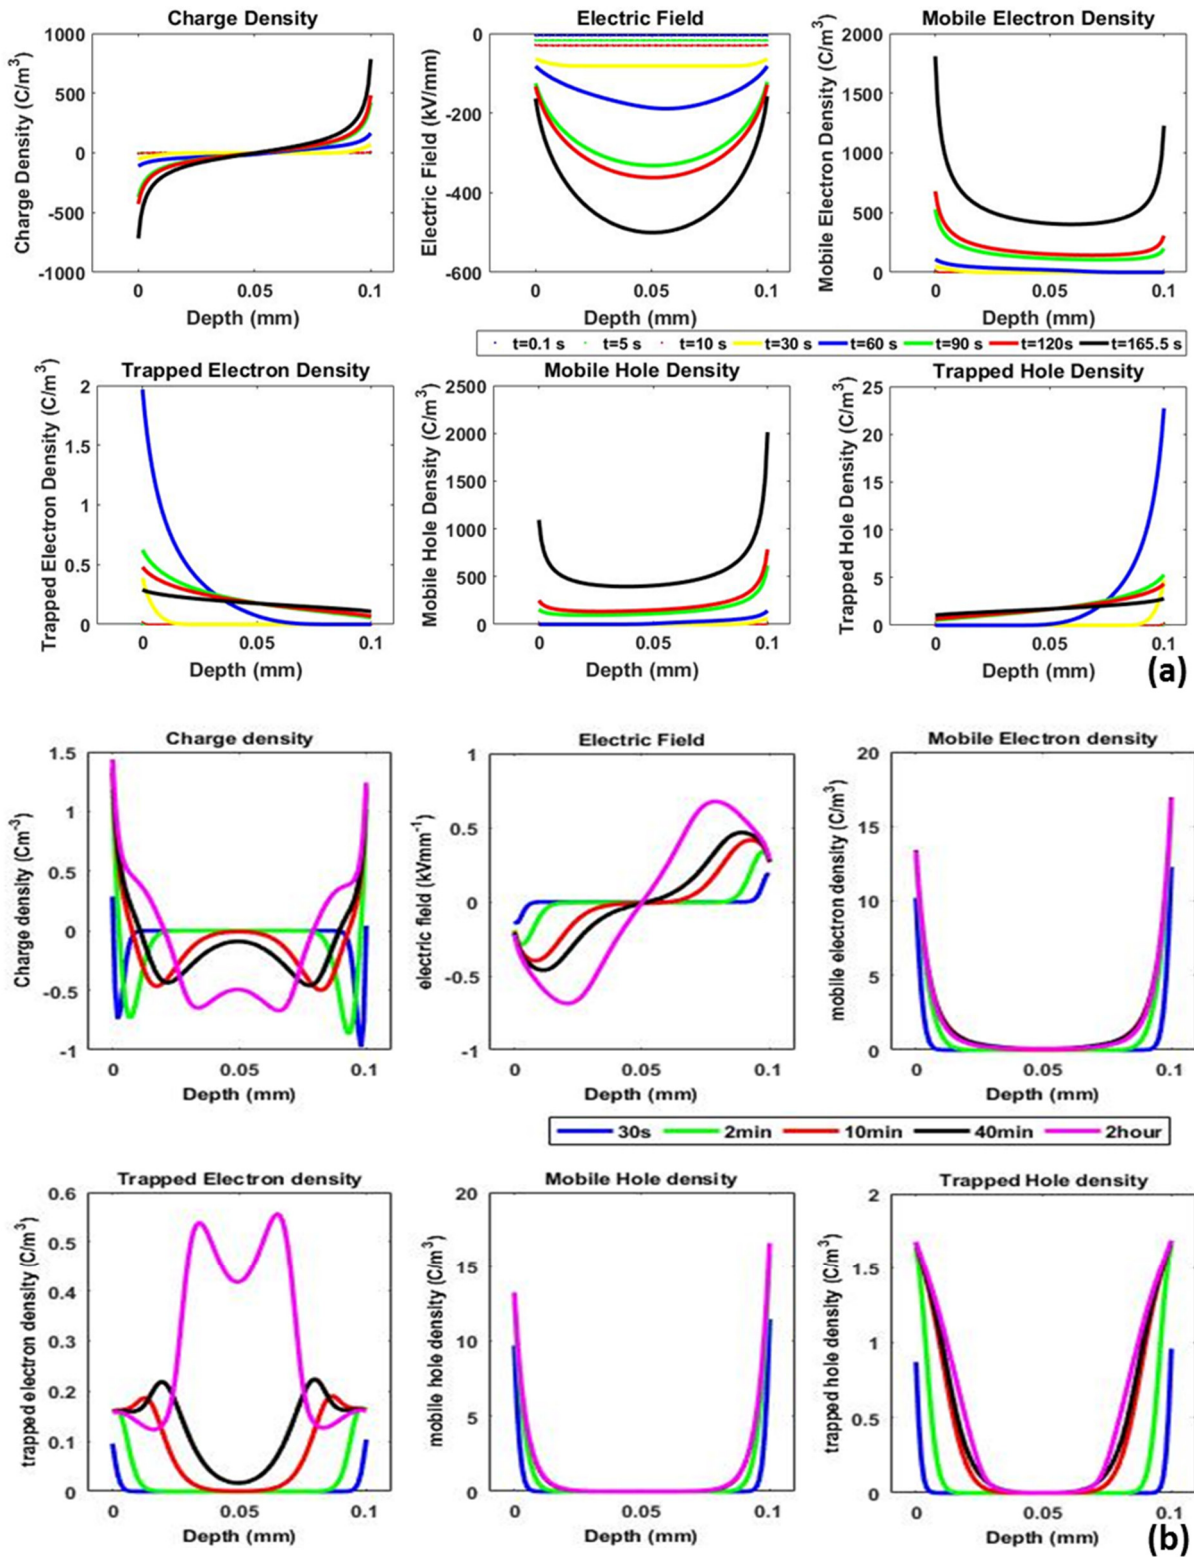 Charge Density
Charge Density (C/m³)
1000
500
0
-500
-1000
0
0.05
0.1
Depth (mm)
Electric Field
Electric Field (kV/mm)
0
-200
-400
-600
0
0.05
0.1
Depth (mm)
Mobile Electron Density
Mobile Electron Density (C/m³)
2000
1500
1000
500
0
0
0.05
0.1
Depth (mm)
t=0.1 s t=5 s t=10 s t=30 s t=60 s t=90 s t=120s t=165.5 s
Trapped Electron Density
Trapped Electron Density (C/m³)
2
1.5
1
0.5
0
0
0.05
0.1
Depth (mm)
Mobile Hole Density
Mobile Hole Density (C/m³)
2500
2000
1500
1000
500
0
0
0.05
0.1
Depth (mm)
Trapped Hole Density
Trapped Hole Density (C/m³)
25
20
15
10
5
0
0
0.05
0.1
Depth (mm)
(a)
Charge density
Charge density (Cm⁻³)
1.5
1
0.5
0
-0.5
-1
0
0.05
0.1
Depth (mm)
Electric Field
electric field (kVmm⁻¹)
1
0.5
0
-0.5
-1
0
0.05
0.1
Depth (mm)
Mobile Electron density
mobile electron density (C/m³)
20
15
10
5
0
0
0.05
0.1
Depth (mm)
30s 2min 10min 40min 2hour
Trapped Electron density
trapped electron density (C/m³)
0.6
0.5
0.4
0.3
0.2
0.1
0
0
0.05
0.1
Depth (mm)
Mobile Hole density
mobile hole density (C/m³)
20
15
10
5
0
0
0.05
0.1
Depth (mm)
Trapped Hole density
trapped hole density (C/m³)
2
1.5
1
0.5
0
0
0.05
0.1
Depth (mm)
(b)